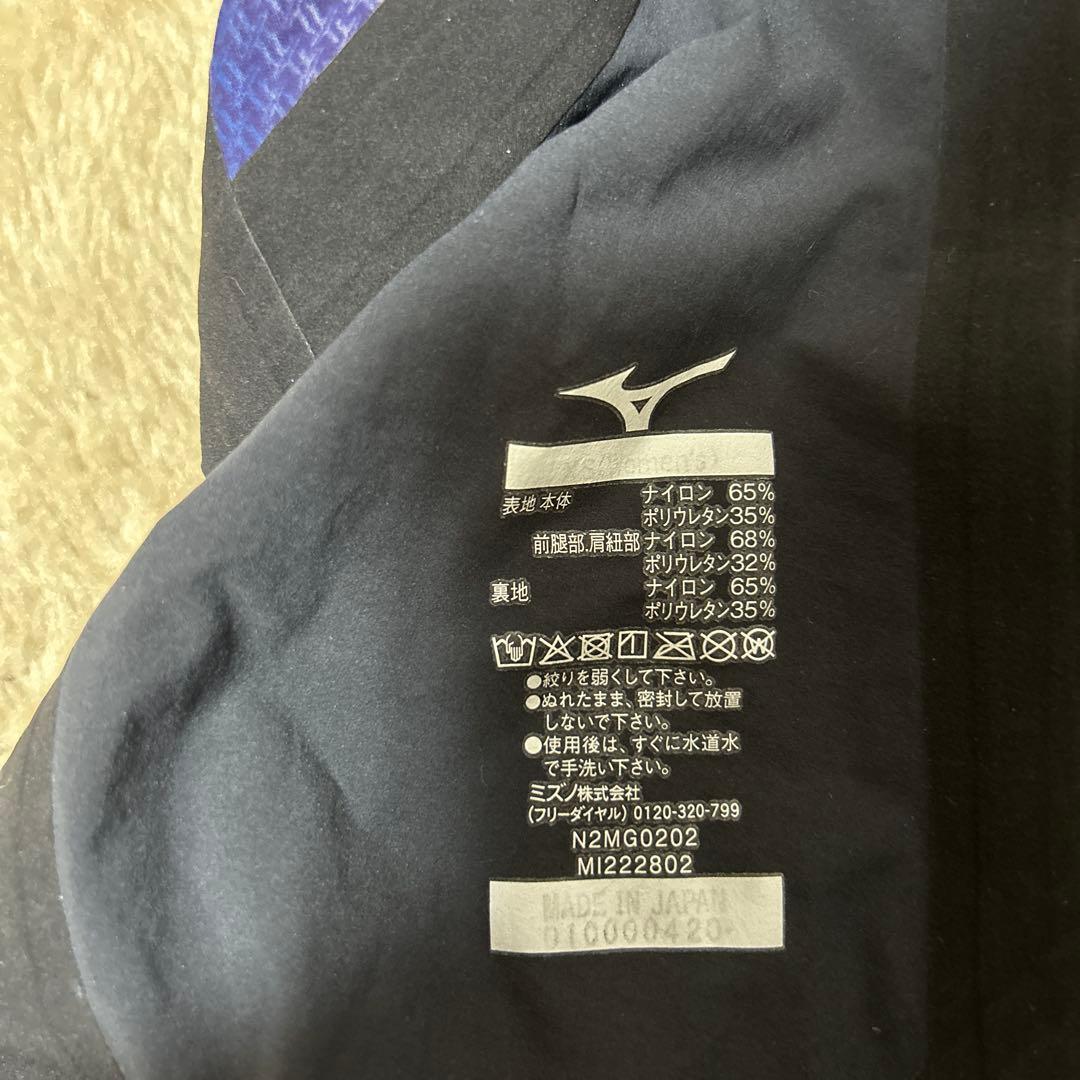 表地 本体 ナイロン 65%
ポリウレタン35%
前腿部.肩紐部 ナイロン 68%
ポリウレタン32%
裏地 ナイロン 65%
ポリウレタン35%
●絞りを弱くして下さい。
●ぬれたまま、密封して放置
しないで下さい。
●使用後は、すぐに水道水
で手洗い下さい。
ミズノ株式会社
(フリーダイヤル) 0120-320-799
N2MG0202
MI222802
MADE IN JAPAN